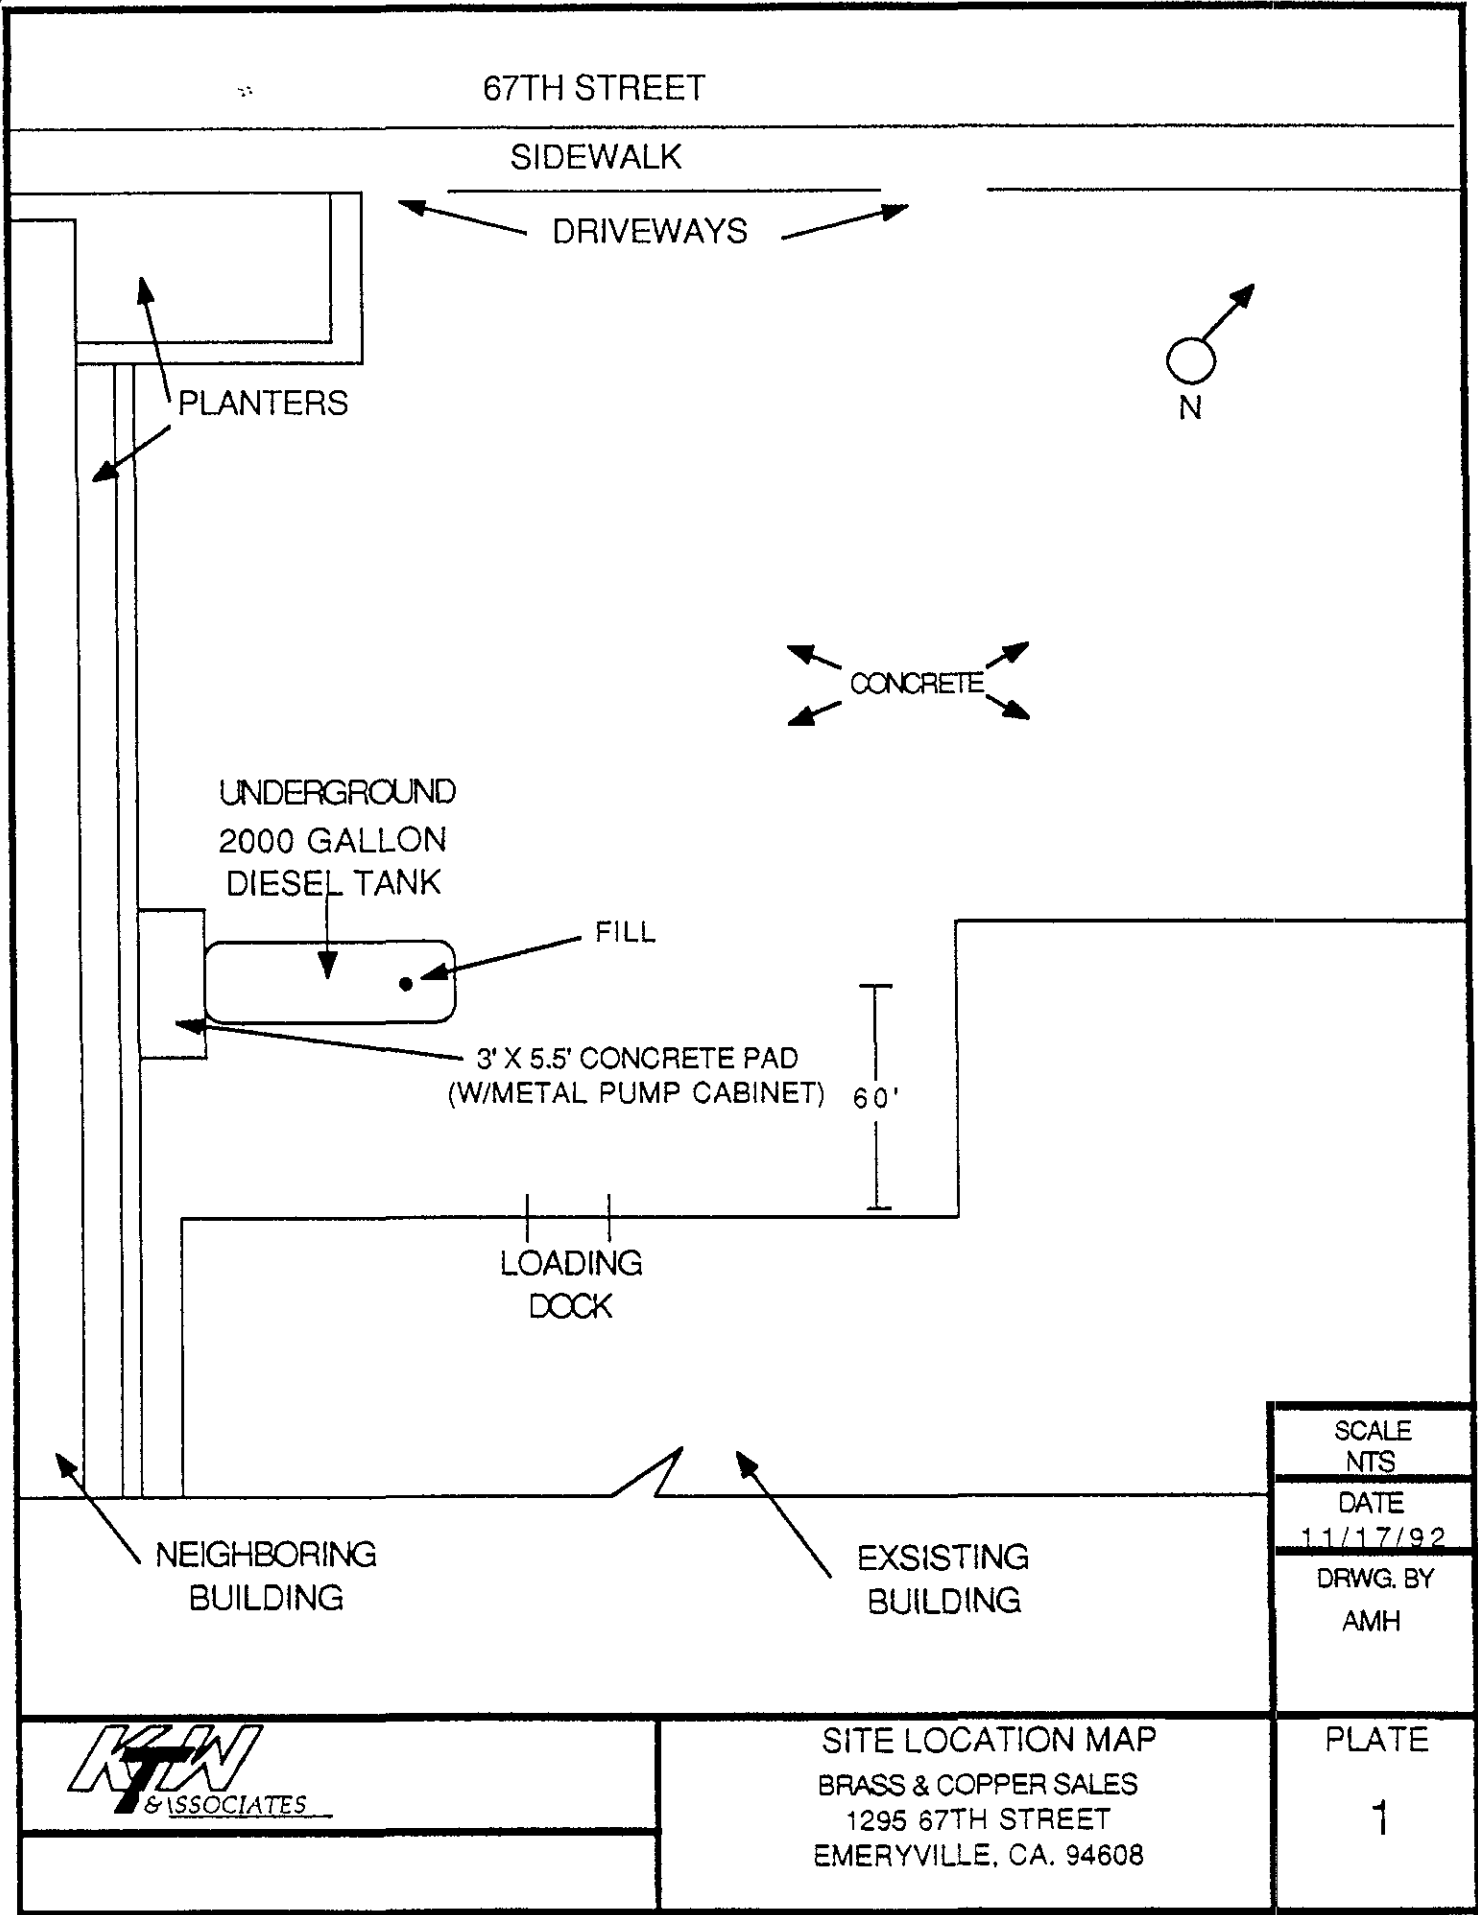 67TH STREET
SIDEWALK
DRIVEWAYS
PLANTERS
N
CONCRETE
UNDERGROUND
2000 GALLON
DIESEL TANK
FILL
3' X 5.5' CONCRETE PAD
(W/METAL PUMP CABINET)
60'
LOADING
DOCK
NEIGHBORING
BUILDING
EXSISTING
BUILDING
SCALE
NTS
DATE
11/17/92
DRWG. BY
AMH
KTW
& ASSOCIATES
SITE LOCATION MAP
BRASS & COPPER SALES
1295 67TH STREET
EMERYVILLE, CA. 94608
PLATE
1